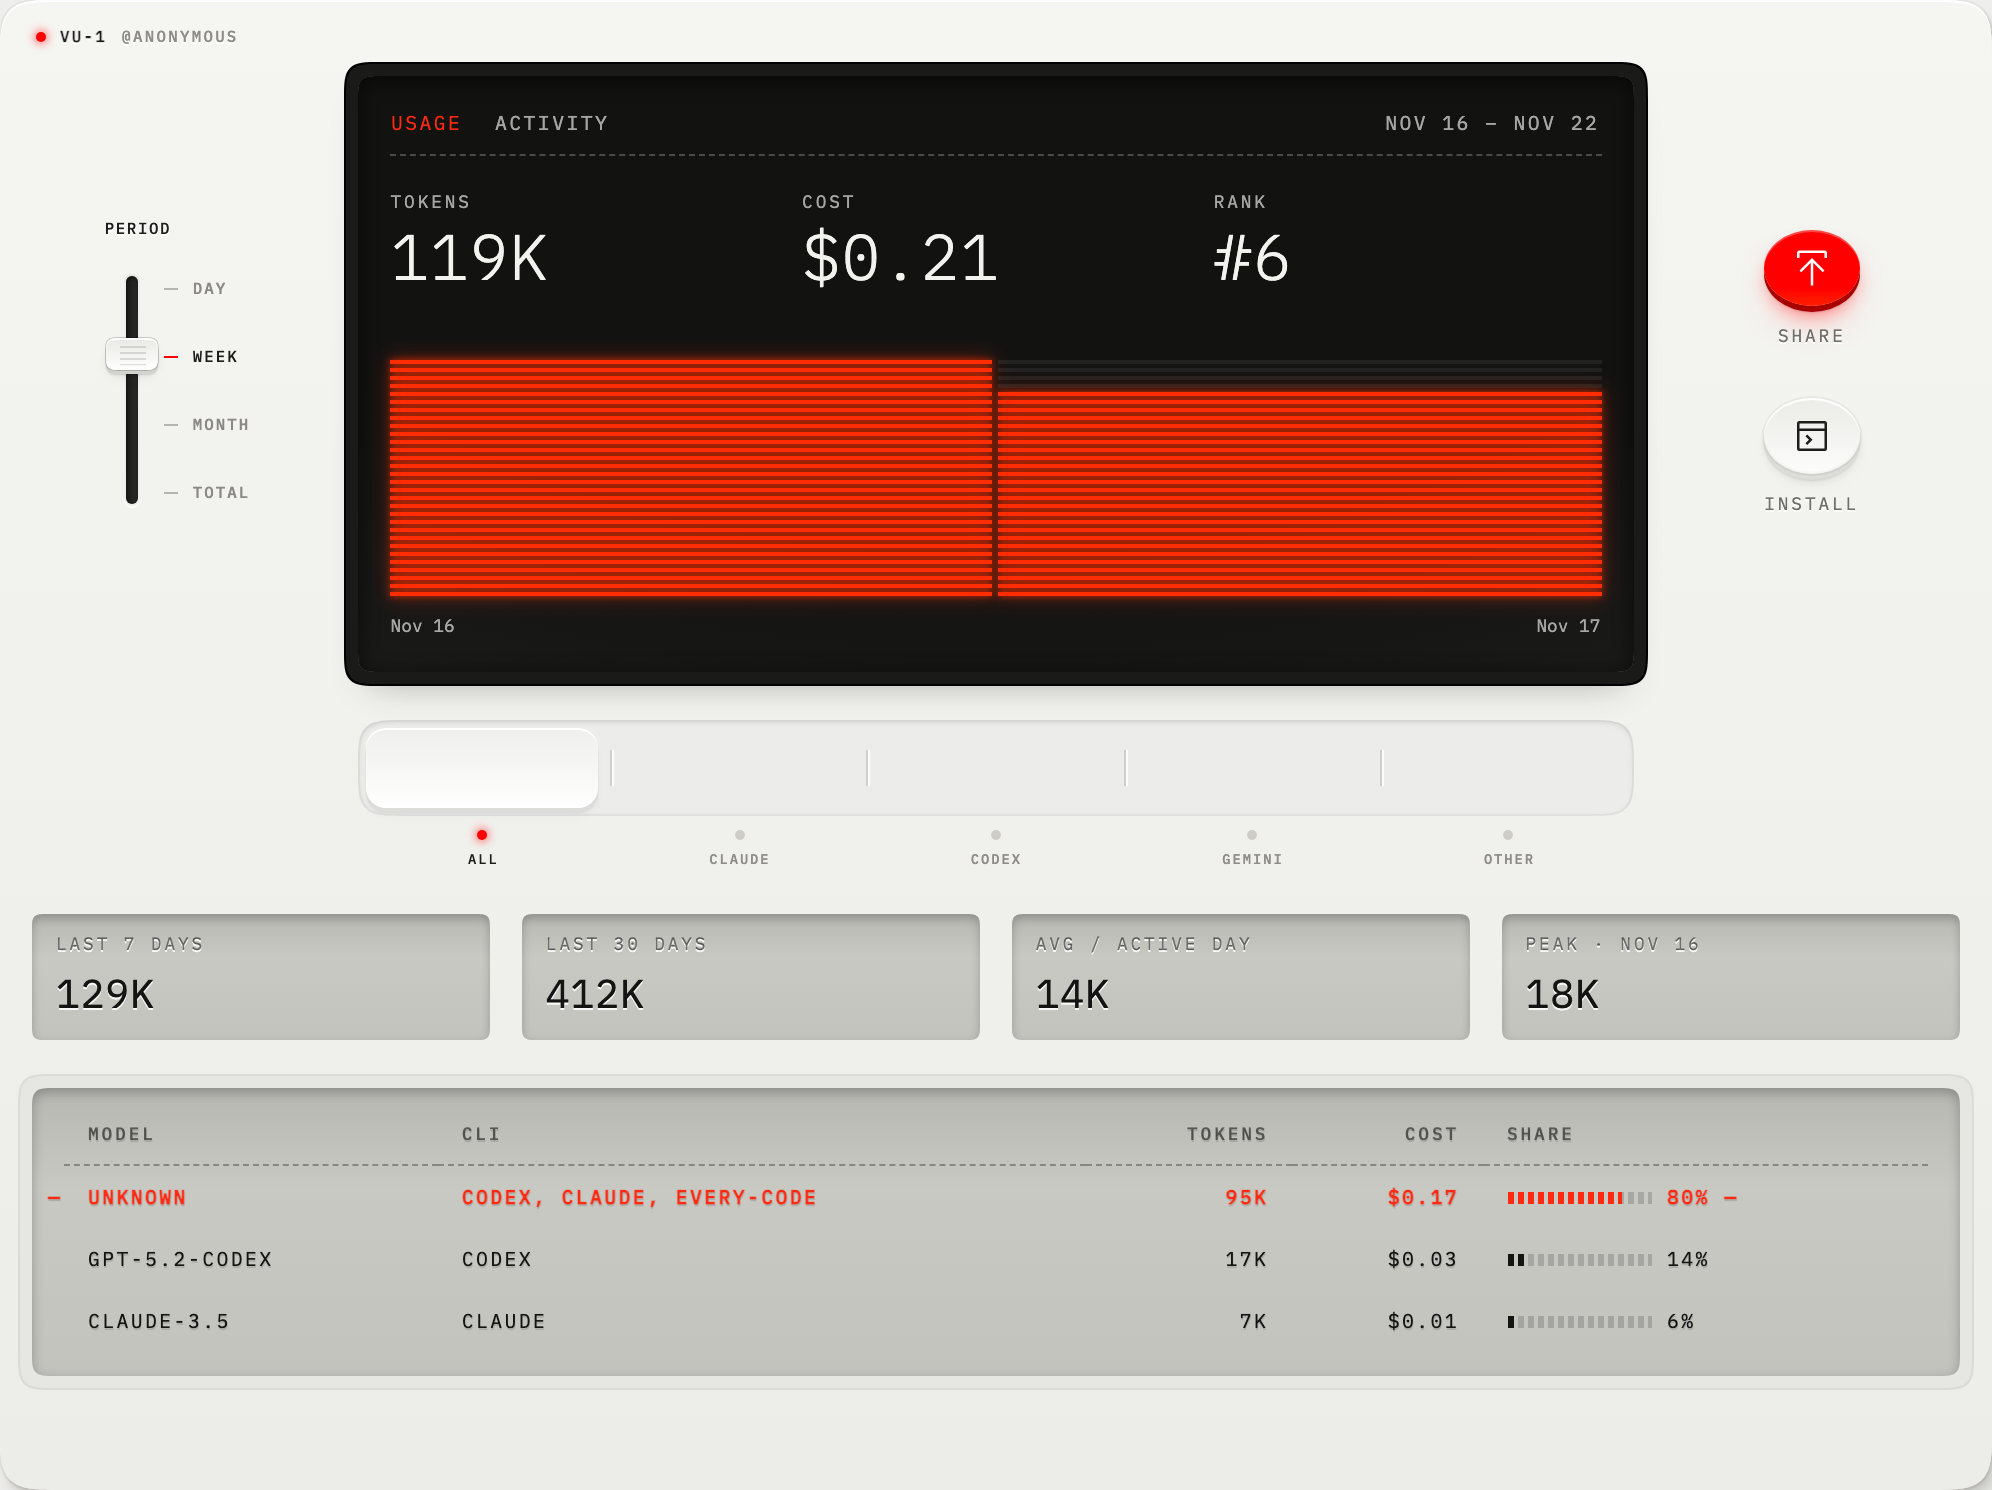 VU-1 @ANONYMOUS
USAGE ACTIVITY NOV 16 – NOV 22
TOKENS COST RANK
119K $0.21 #6
Nov 16 Nov 17
PERIOD
DAY
WEEK
MONTH
TOTAL
SHARE
INSTALL
ALL CLAUDE CODEX GEMINI OTHER
LAST 7 DAYS
129K
LAST 30 DAYS
412K
AVG / ACTIVE DAY
14K
PEAK · NOV 16
18K
MODEL CLI TOKENS COST SHARE
– UNKNOWN CODEX, CLAUDE, EVERY-CODE 95K $0.17 80% –
GPT-5.2-CODEX CODEX 17K $0.03 14%
CLAUDE-3.5 CLAUDE 7K $0.01 6%